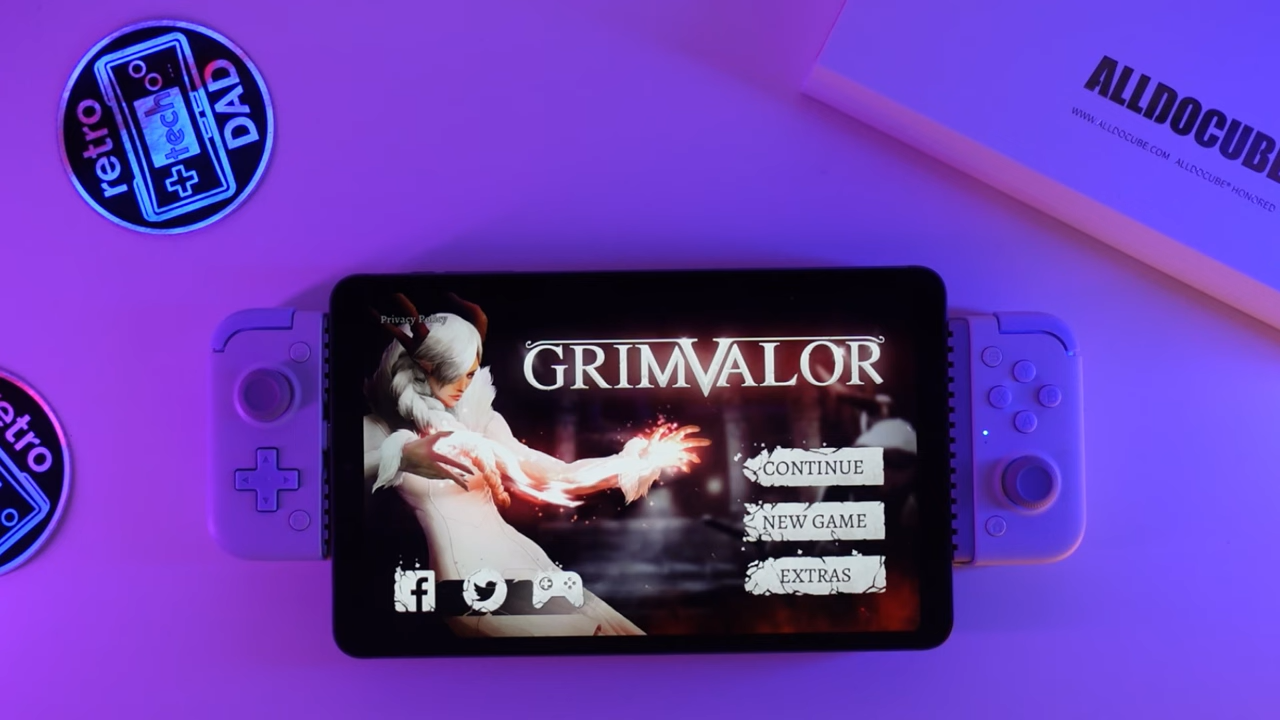 retro
tech
DAD
ALLDOCUBE
WWW.ALLDOCUBE.COM ALLDOCUBE® HONORED
Privacy Policy
GRIMVALOR
CONTINUE
NEW GAME
EXTRAS
retro
A